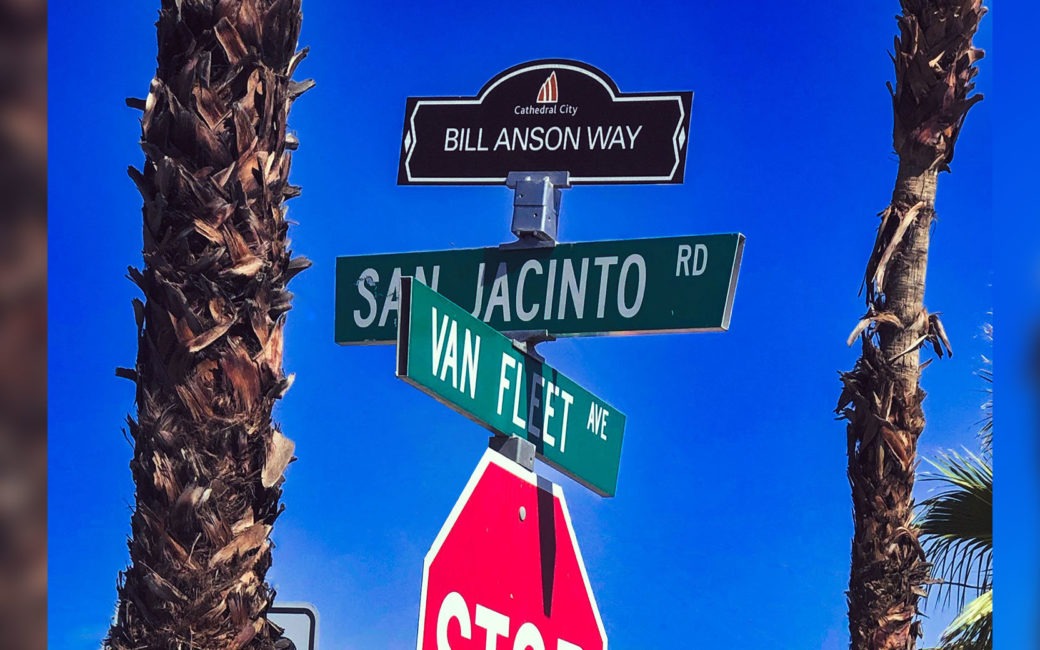 Cathedral City
BILL ANSON WAY
SAN JACINTO RD
VAN FLEET AVE
STOP